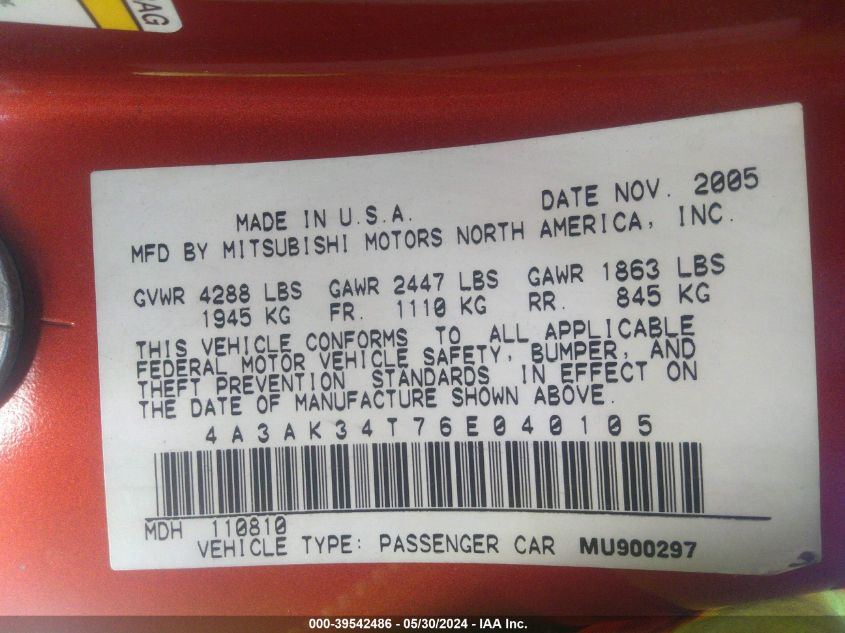 AG
DATE NOV. 2005
MADE IN U.S.A.
MFD BY MITSUBISHI MOTORS NORTH AMERICA, INC.
GVWR 4288 LBS GAWR 2447 LBS GAWR 1863 LBS
1945 KG FR. 1110 KG RR. 845 KG
THIS VEHICLE CONFORMS TO ALL APPLICABLE
FEDERAL MOTOR VEHICLE SAFETY, BUMPER, AND
THEFT PREVENTION STANDARDS IN EFFECT ON
THE DATE OF MANUFACTURE SHOWN ABOVE.
4A3AK34T76E040105
MDH 110810
VEHICLE TYPE: PASSENGER CAR MU900297
000-39542486 - 05/30/2024 - IAA Inc.